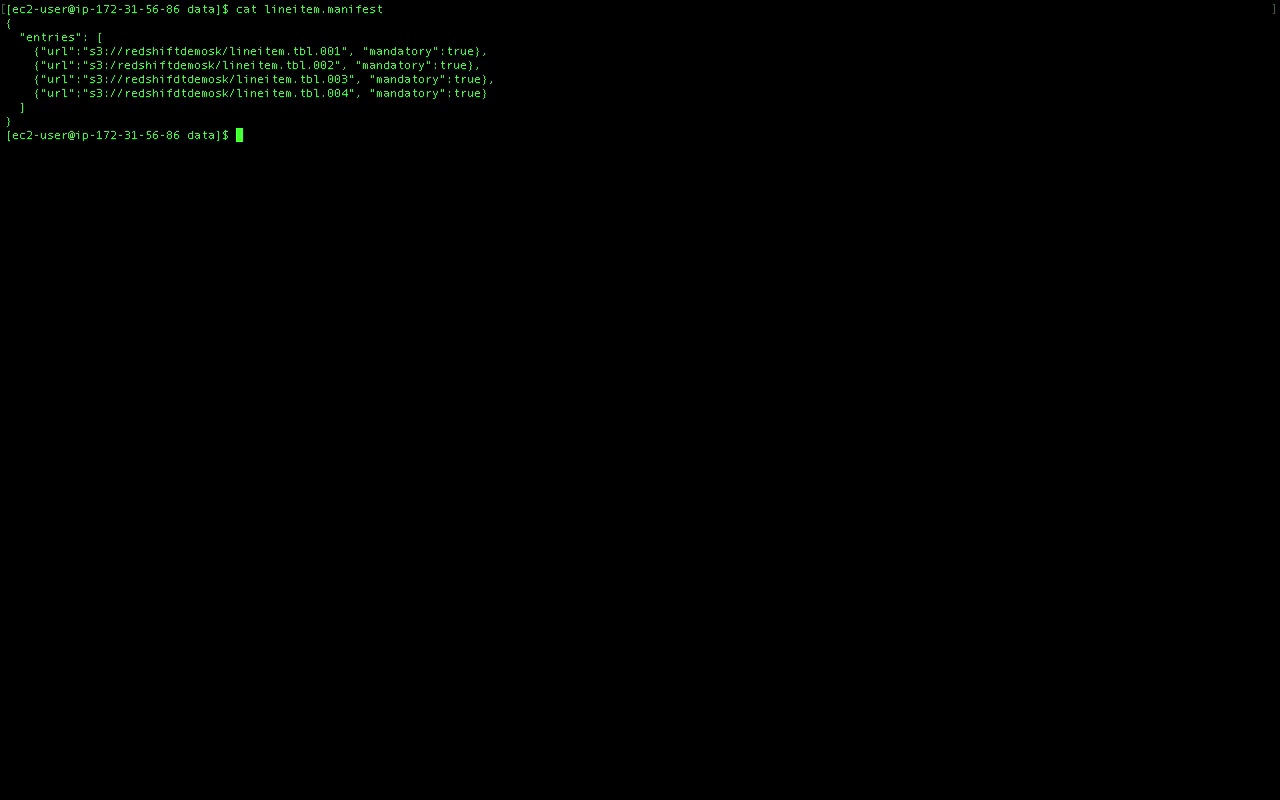 [[ec2-user@ip-172-31-56-86 data]$ cat lineitem.manifest ]
{
"entries": [
{"url":"s3://redshiftdemosk/lineitem.tbl.001", "mandatory":true},
{"url":"s3:/redshiftdemosk/lineitem.tbl.002", "mandatory":true},
{"url":"s3://redshifdtdemosk/lineitem.tbl.003", "mandatory":true},
{"url":"s3://redshifdtdemosk/lineitem.tbl.004", "mandatory":true}
]
}
[ec2-user@ip-172-31-56-86 data]$